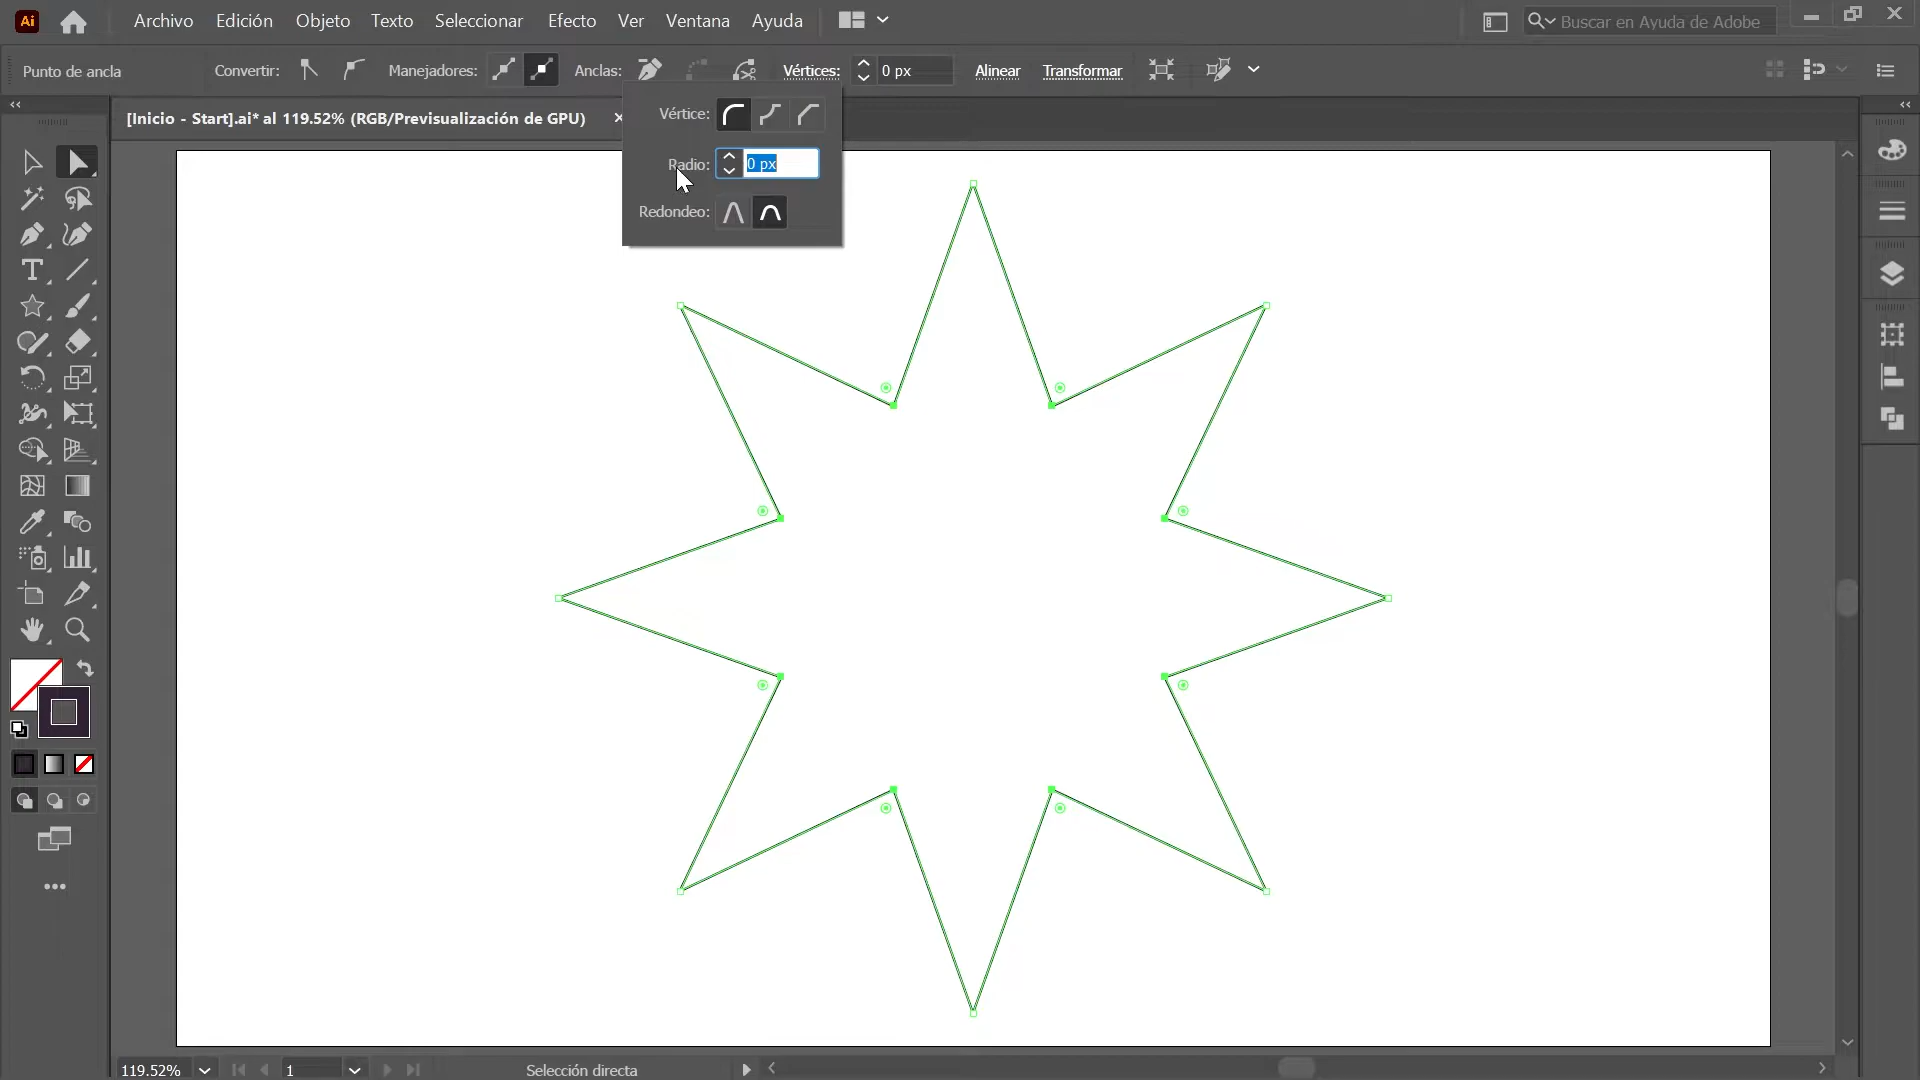 Ai
Archivo Edición Objeto Texto Seleccionar Efecto Ver Ventana Ayuda
Buscar en Ayuda de Adobe
Punto de ancla Convertir: Manejadores: Anclas: Vértices: 0 px Alinear Transformar
[Inicio - Start].ai* al 119.52% (RGB/Previsualización de GPU) ×
Vértice:
Radio: 0 px
Redondeo:
119.52% 1 Selección directa